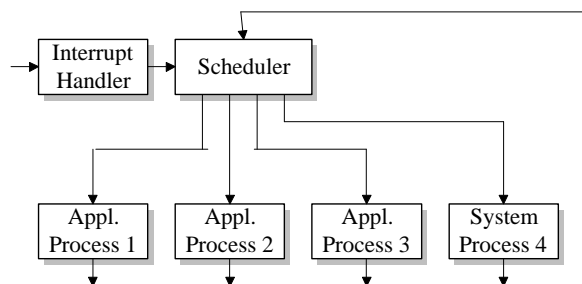 Interrupt
Handler
Scheduler
Appl.
Process 1
Appl.
Process 2
Appl.
Process 3
System
Process 4